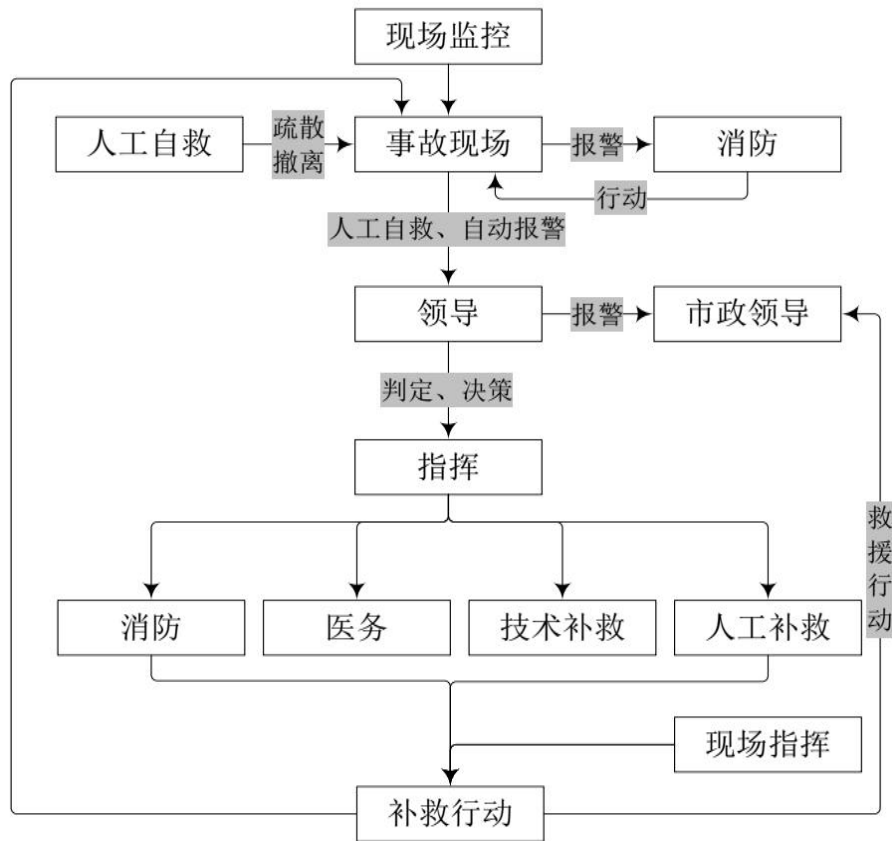 现场监控
人工自救
疏散
撤离
事故现场
报警
消防
行动
人工自救、自动报警
领导
报警
市政领导
判定、决策
指挥
救
援
行
动
消防
医务
技术补救
人工补救
现场指挥
补救行动